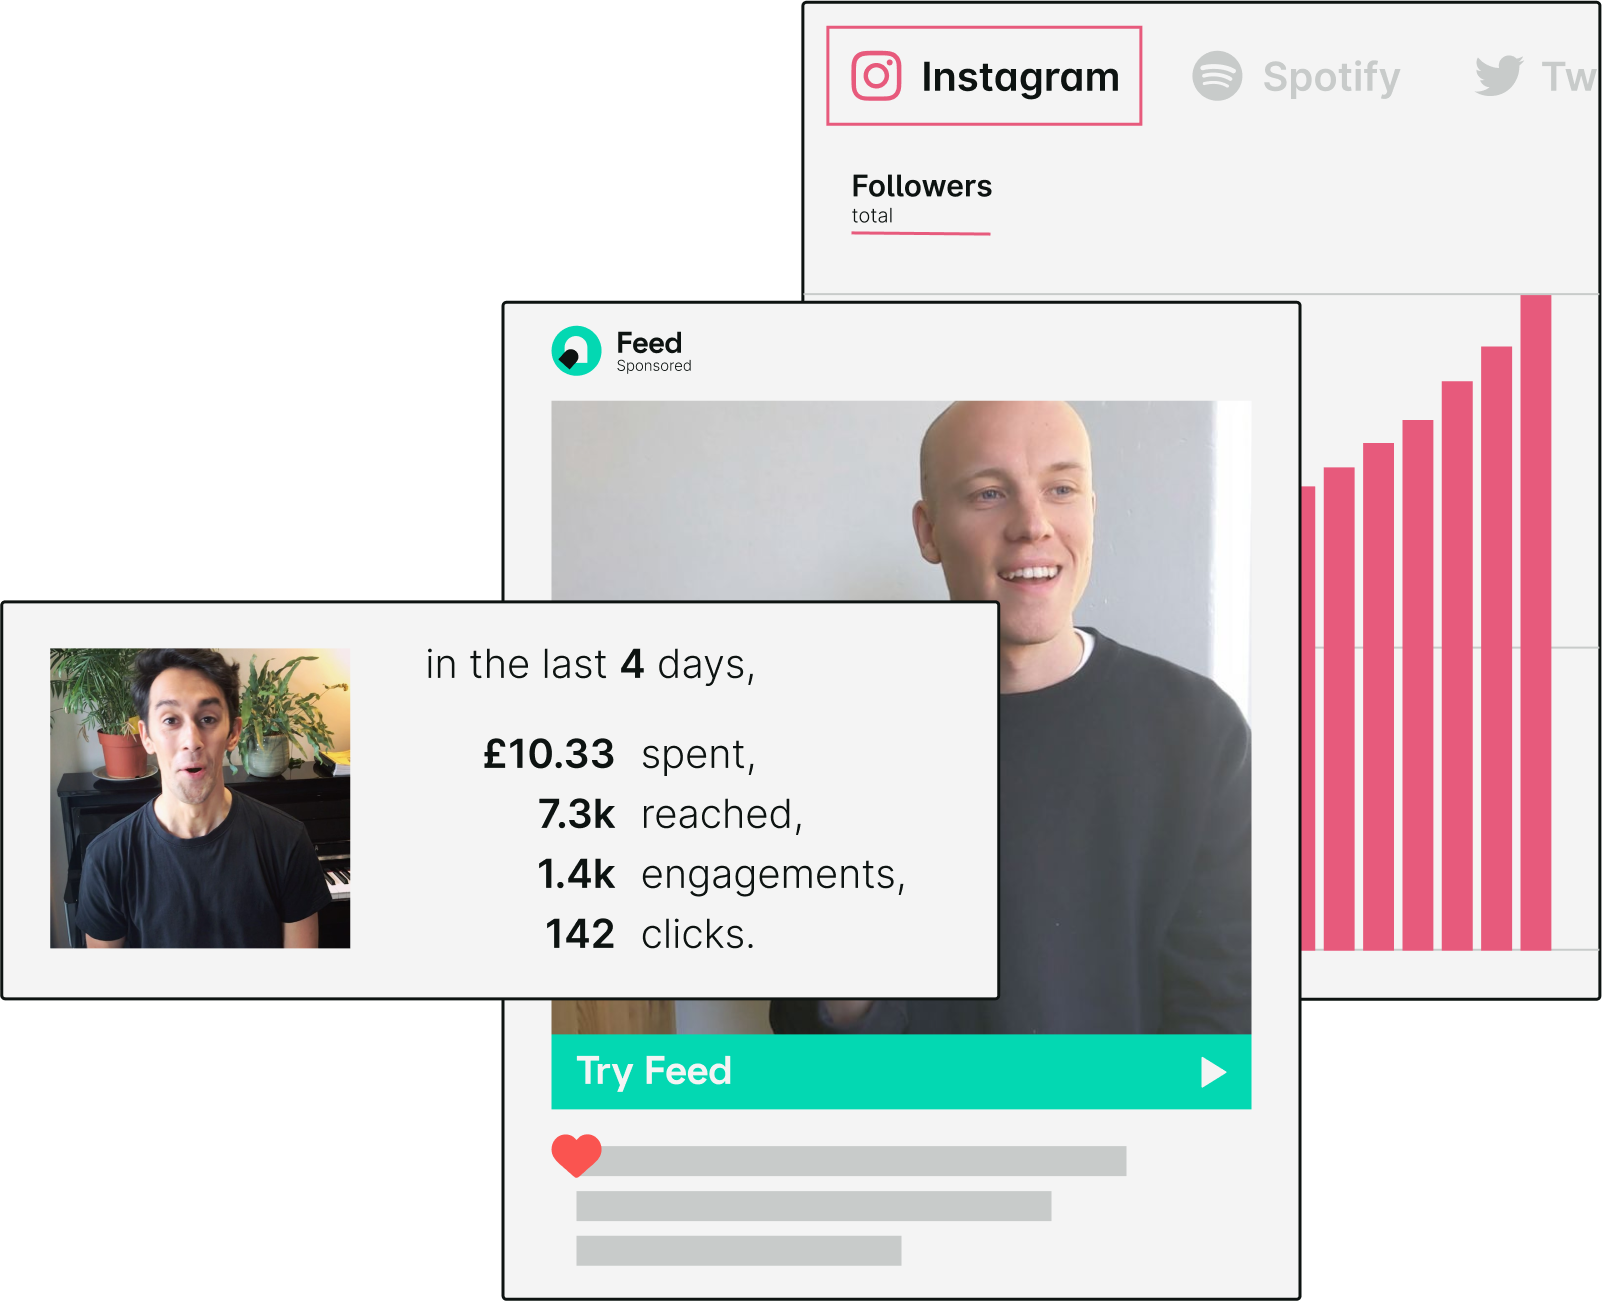 Instagram
Spotify
Tw
Followers
total
Feed
Sponsored
in the last 4 days,
£10.33 spent,
7.3k reached,
1.4k engagements,
142 clicks.
Try Feed